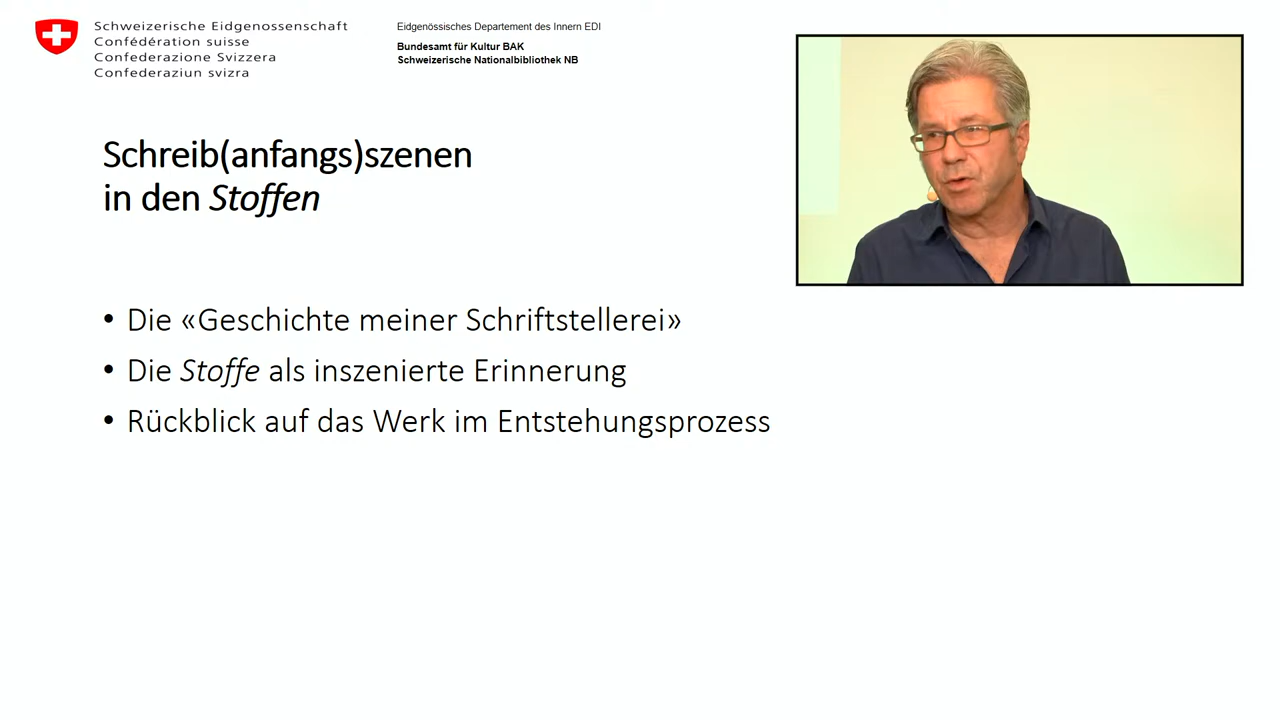 Schweizerische Eidgenossenschaft
Confédération suisse
Confederazione Svizzera
Confederaziun svizra
Eidgenössisches Departement des Innern EDI
Bundesamt für Kultur BAK
Schweizerische Nationalbibliothek NB
Schreib(anfangs)szenen
in den Stoffen
• Die «Geschichte meiner Schriftstellerei»
• Die Stoffe als inszenierte Erinnerung
• Rückblick auf das Werk im Entstehungsprozess